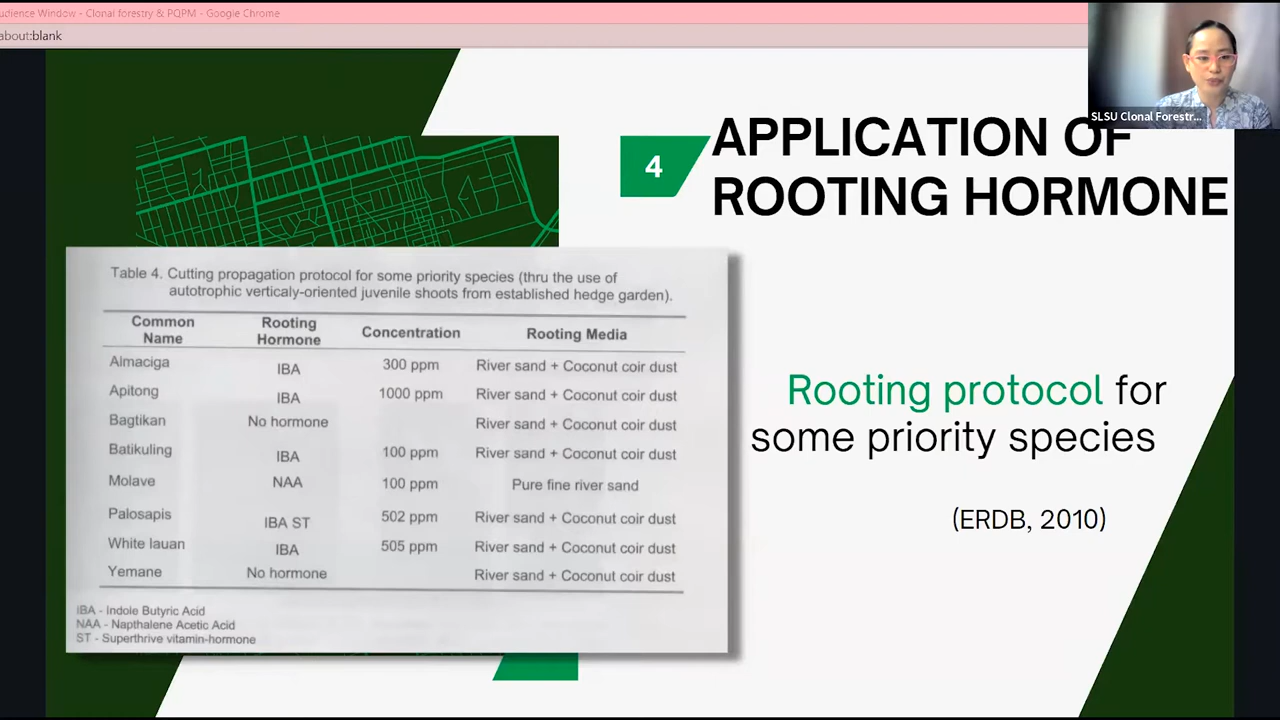 udience Window - Clonal forestry & PQPM - Google Chrome
about:blank
SLSU Clonal Forestr...
4
APPLICATION OF
ROOTING HORMONE
Table 4. Cutting propagation protocol for some priority species (thru the use of
autotrophic verticaly-oriented juvenile shoots from established hedge garden).
Common Name Rooting Hormone Concentration Rooting Media
Almaciga IBA 300 ppm River sand + Coconut coir dust
Apitong IBA 1000 ppm River sand + Coconut coir dust
Bagtikan No hormone River sand + Coconut coir dust
Batikuling IBA 100 ppm River sand + Coconut coir dust
Molave NAA 100 ppm Pure fine river sand
Palosapis IBA ST 502 ppm River sand + Coconut coir dust
White lauan IBA 505 ppm River sand + Coconut coir dust
Yemane No hormone River sand + Coconut coir dust
IBA - Indole Butyric Acid
NAA - Napthalene Acetic Acid
ST - Superthrive vitamin-hormone
Rooting protocol for
some priority species
(ERDB, 2010)